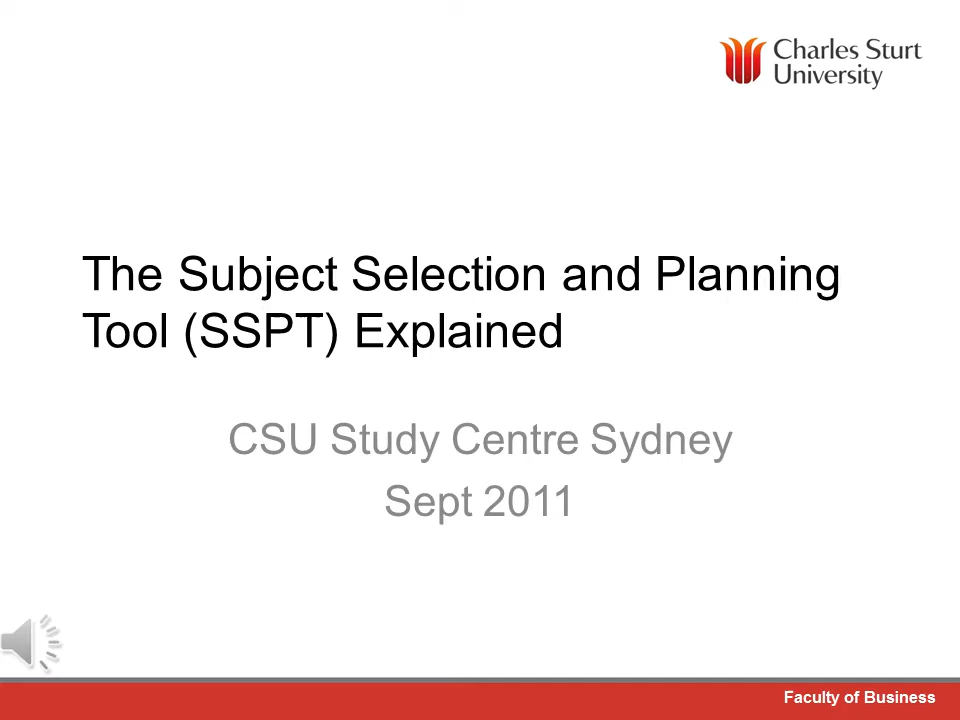 Charles Sturt
University
The Subject Selection and Planning
Tool (SSPT) Explained
CSU Study Centre Sydney
Sept 2011
Faculty of Business